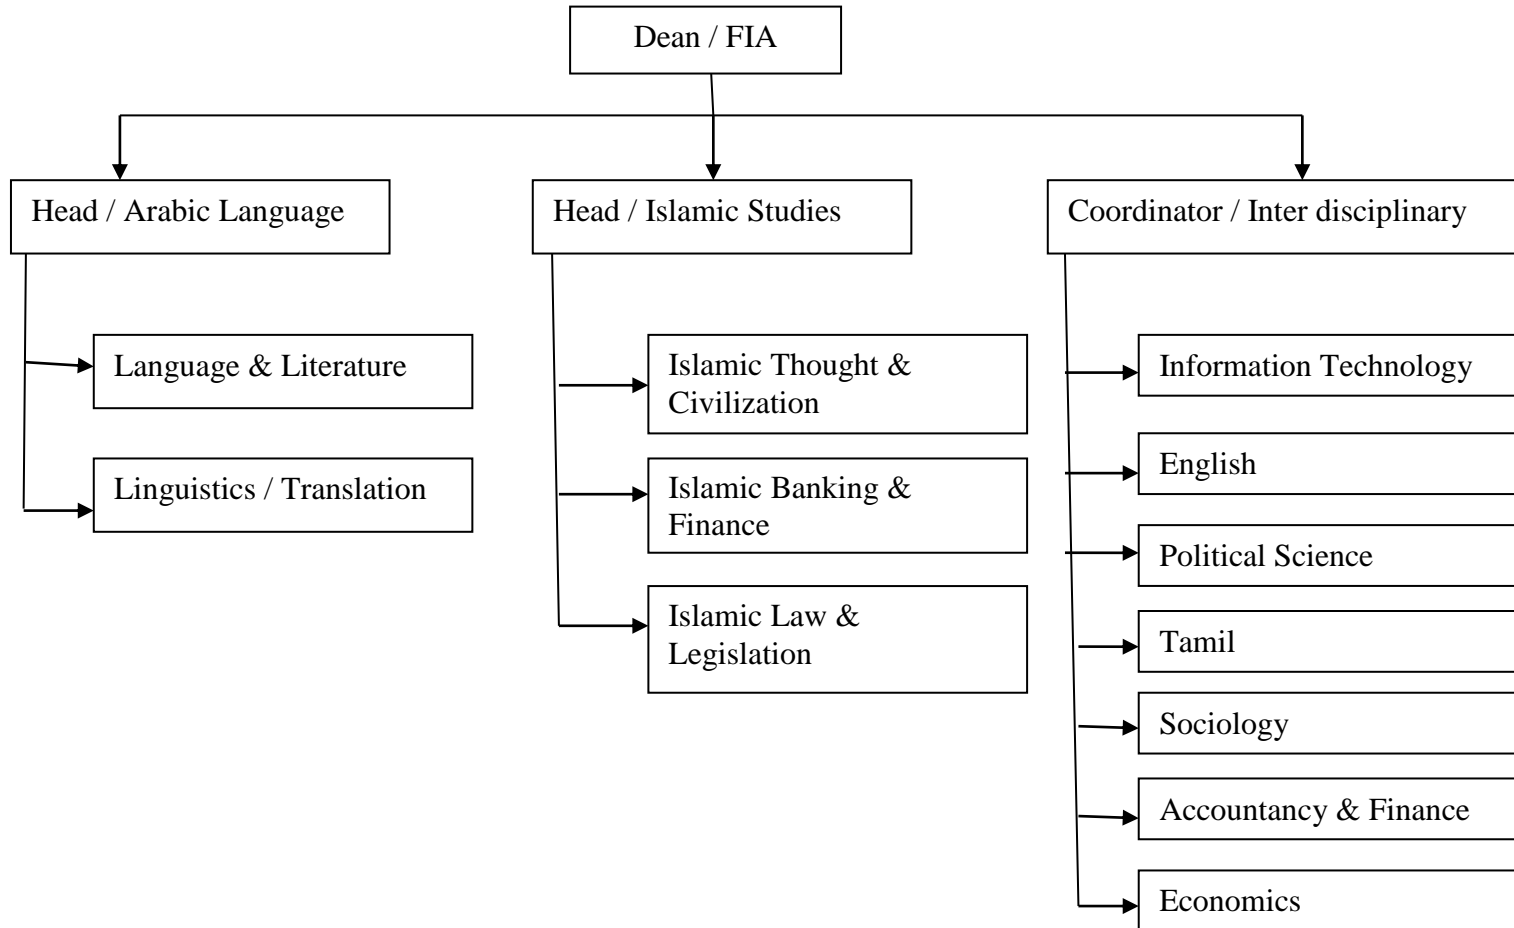 Dean / FIA
Head / Arabic Language
Head / Islamic Studies
Coordinator / Inter disciplinary
Language & Literature
Linguistics / Translation
Islamic Thought &
Civilization
Islamic Banking &
Finance
Islamic Law &
Legislation
Information Technology
English
Political Science
Tamil
Sociology
Accountancy & Finance
Economics